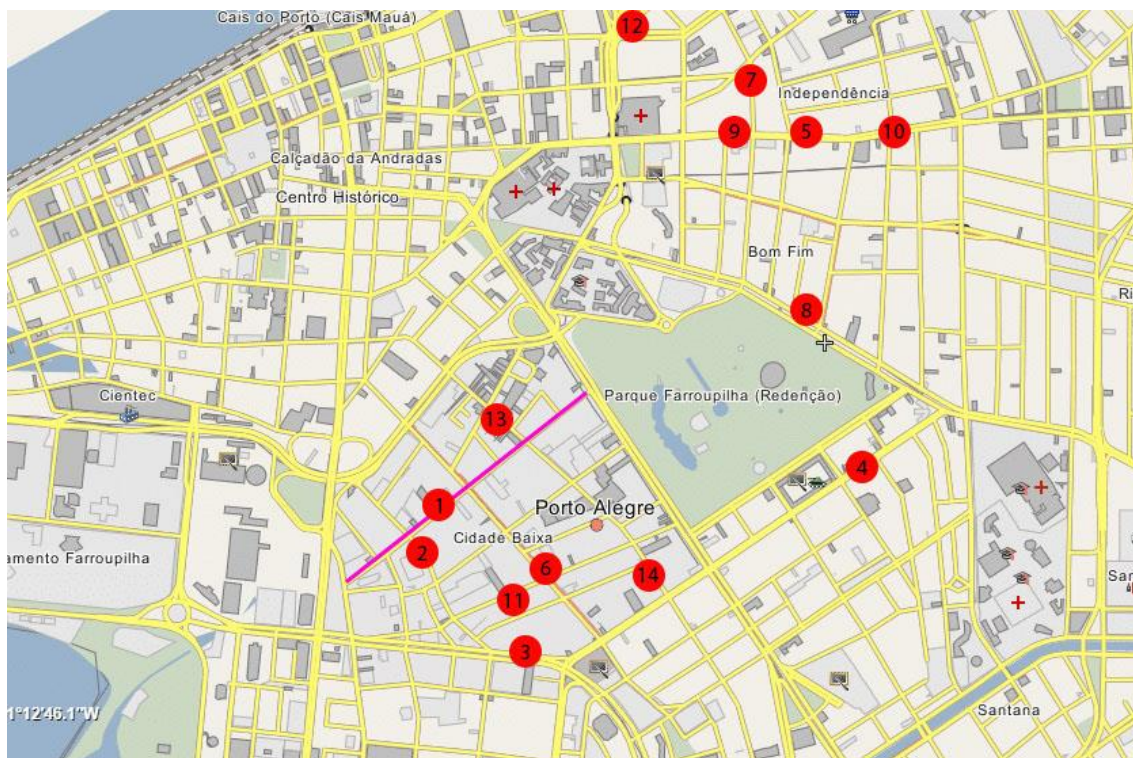 Cais do Porto (Cais Mauá)
12
7
Independência
9
5
10
Calçadão da Andradas
Centro Histórico
Bom Fim
Ri
8
Cientec
Parque Farroupilha (Redenção)
13
4
1
Porto Alegre
2
Cidade Baixa
amento Farroupilha
6
14
11
3
Santana
1°12'46.1"W